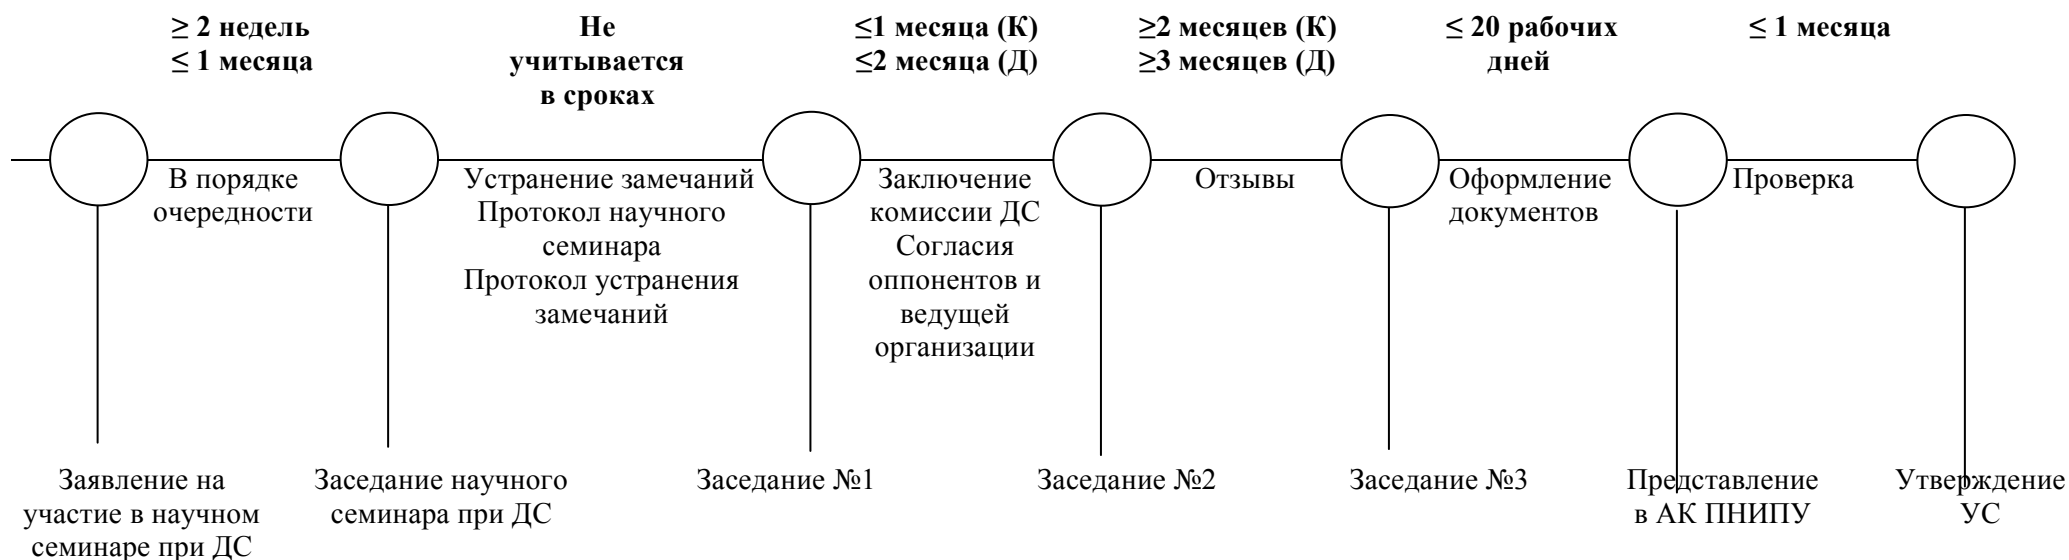 ≥ 2 недель
≤ 1 месяца
Не
учитывается
в сроках
≤1 месяца (К)
≤2 месяца (Д)
≥2 месяцев (К)
≥3 месяцев (Д)
≤ 20 рабочих
дней
≤ 1 месяца
В порядке
очередности
Устранение замечаний
Протокол научного
семинара
Протокол устранения
замечаний
Заключение
комиссии ДС
Согласия
оппонентов и
ведущей
организации
Отзывы
Оформление
документов
Проверка
Заявление на
участие в научном
семинаре при ДС
Заседание научного
семинара при ДС
Заседание №1
Заседание №2
Заседание №3
Представление
в АК ПНИПУ
Утверждение
УС